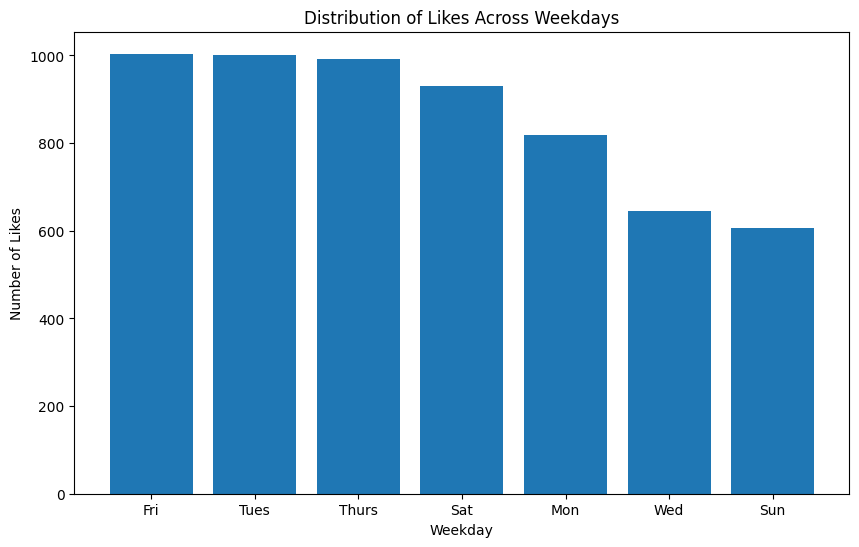 Distribution of Likes Across Weekdays
Number of Likes
1000
800
600
400
200
0
Fri Tues Thurs Sat Mon Wed Sun
Weekday